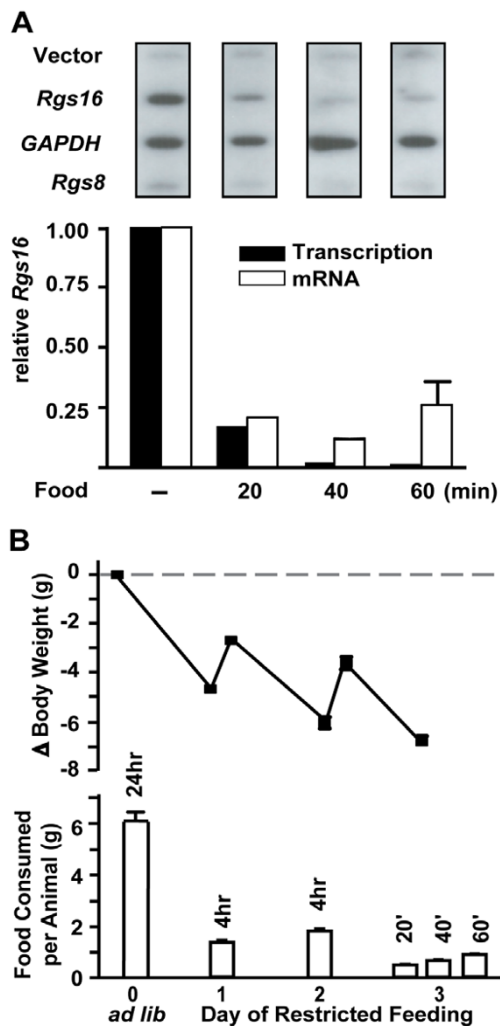 A
Vector
Rgs16
GAPDH
Rgs8
relative Rgs16
1.00
0.75
0.50
0.25
Transcription
mRNA
Food – 20 40 60 (min)
B
Δ Body Weight (g)
0
-2
-4
-6
-8
Food Consumed
per Animal (g)
6
4
2
0
24hr
4hr
4hr
20'
40'
60'
0 1 2 3
ad lib Day of Restricted Feeding